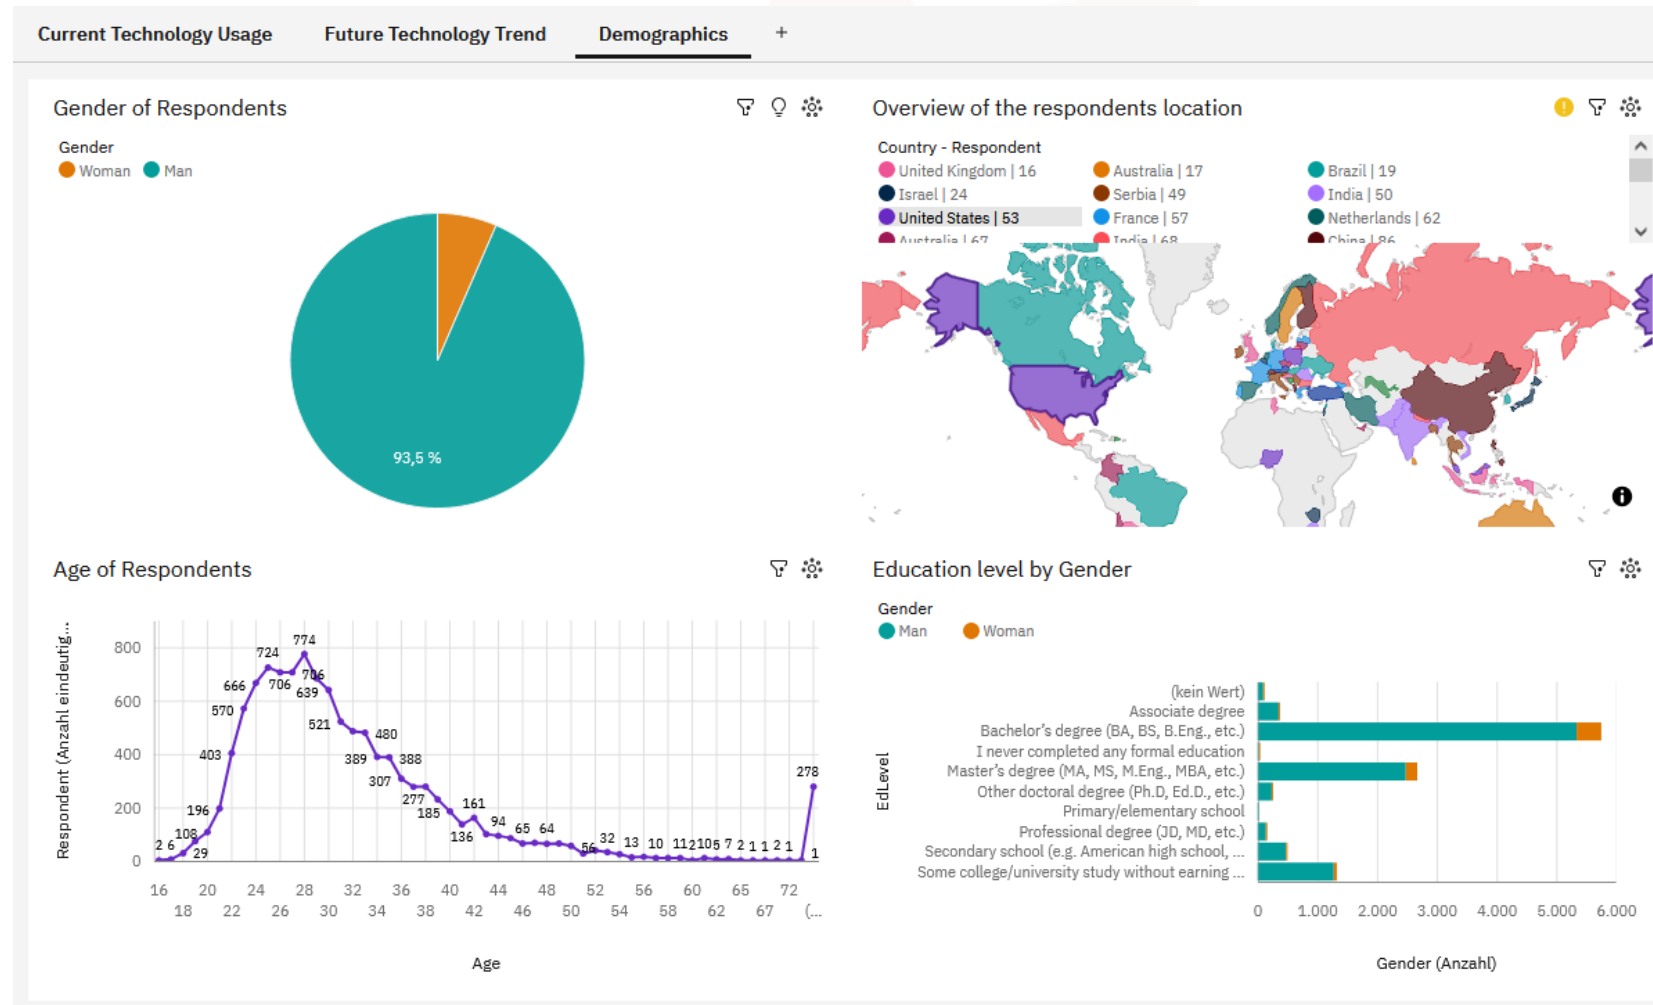 Current Technology Usage Future Technology Trend Demographics +
Gender of Respondents
Gender
Woman Man
93,5 %
Overview of the respondents location
Country - Respondent
United Kingdom | 16 Australia | 17 Brazil | 19
Israel | 24 Serbia | 49 India | 50
United States | 53 France | 57 Netherlands | 62
Australia | 67 India | 68 China | 86
Age of Respondents
Respondent (Anzahl eindeutig...
800
600
400
200
0
2 6 29 108 196 403 570 666 724 706 774 706 639 521 480 389 388 307 277 185 136 161 94 65 64 56 32 13 10 11 2 10 5 7 2 1 1 2 1 278 1
16 20 24 28 32 36 40 44 48 52 56 60 65 72
18 22 26 30 34 38 42 46 50 54 58 62 67 (...
Age
Education level by Gender
Gender
Man Woman
EdLevel
(kein Wert)
Associate degree
Bachelor’s degree (BA, BS, B.Eng., etc.)
I never completed any formal education
Master’s degree (MA, MS, M.Eng., MBA, etc.)
Other doctoral degree (Ph.D, Ed.D., etc.)
Primary/elementary school
Professional degree (JD, MD, etc.)
Secondary school (e.g. American high school, ...
Some college/university study without earning ...
0 1.000 2.000 3.000 4.000 5.000 6.000
Gender (Anzahl)